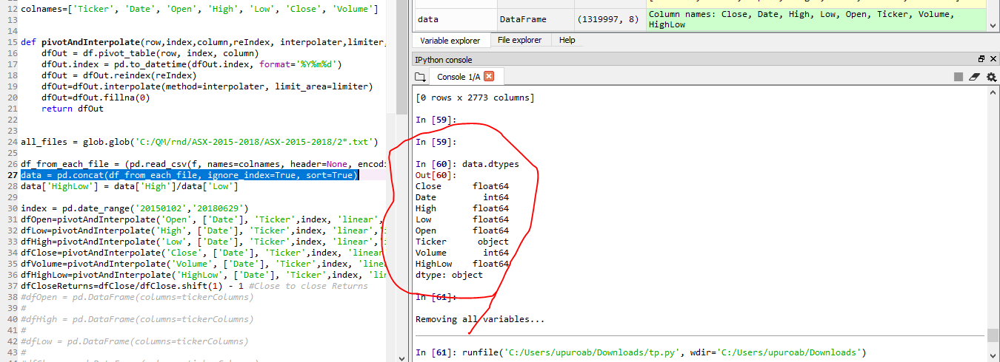 12 colnames=['Ticker', 'Date', 'Open', 'High', 'Low', 'Close', 'Volume']
13
14
15 def pivotAndInterpolate(row,index,column,reIndex, interpolater,limiter,
16 dfOut = df.pivot_table(row, index, column)
17 dfOut.index = pd.to_datetime(dfOut.index, format='%Y%m%d')
18 dfOut = dfOut.reindex(reIndex)
19 dfOut=dfOut.interpolate(method=interpolater, limit_area=limiter)
20 dfOut=dfOut.fillna(0)
21 return dfOut
22
23
24 all_files = glob.glob('C:/QM/rnd/ASX-2015-2018/ASX-2015-2018/2*.txt')
25
26 df_from_each_file = (pd.read_csv(f, names=colnames, header=None, encodi
27 data = pd.concat(df_from_each_file, ignore_index=True, sort=True)
28 data['HighLow'] = data['High']/data['Low']
29
30 index = pd.date_range('20150102','20180629')
31 dfOpen=pivotAndInterpolate('Open', ['Date'], 'Ticker',index, 'linear',
32 dfLow=pivotAndInterpolate('High', ['Date'], 'Ticker',index, 'linear',
33 dfHigh=pivotAndInterpolate('Low', ['Date'], 'Ticker',index, 'linear',
34 dfClose=pivotAndInterpolate('Close', ['Date'], 'Ticker',index, 'linear
35 dfVolume=pivotAndInterpolate('Volume', ['Date'], 'Ticker',index, 'line
36 dfHighLow=pivotAndInterpolate('HighLow', ['Date'], 'Ticker',index, 'lin
37 dfCloseReturns=dfClose/dfClose.shift(1) - 1 #Close to close Returns
38 #dfOpen = pd.DataFrame(columns=tickerColumns)
39 #
40 #dfHigh = pd.DataFrame(columns=tickerColumns)
41 #
42 #dfLow = pd.DataFrame(columns=tickerColumns)
43 #
44
data DataFrame (1319997, 8) Column names: Close, Date, High, Low, Open, Ticker, Volume,
HighLow
Variable explorer File explorer Help
IPython console
Console 1/A
[0 rows x 2773 columns]
In [59]:
In [59]:
In [60]: data.dtypes
Out[60]:
Close float64
Date int64
High float64
Low float64
Open float64
Ticker object
Volume int64
HighLow float64
dtype: object
In [61]:
Removing all variables...
In [61]: runfile('C:/Users/upuroab/Downloads/tp.py', wdir='C:/Users/upuroab/Downloads')